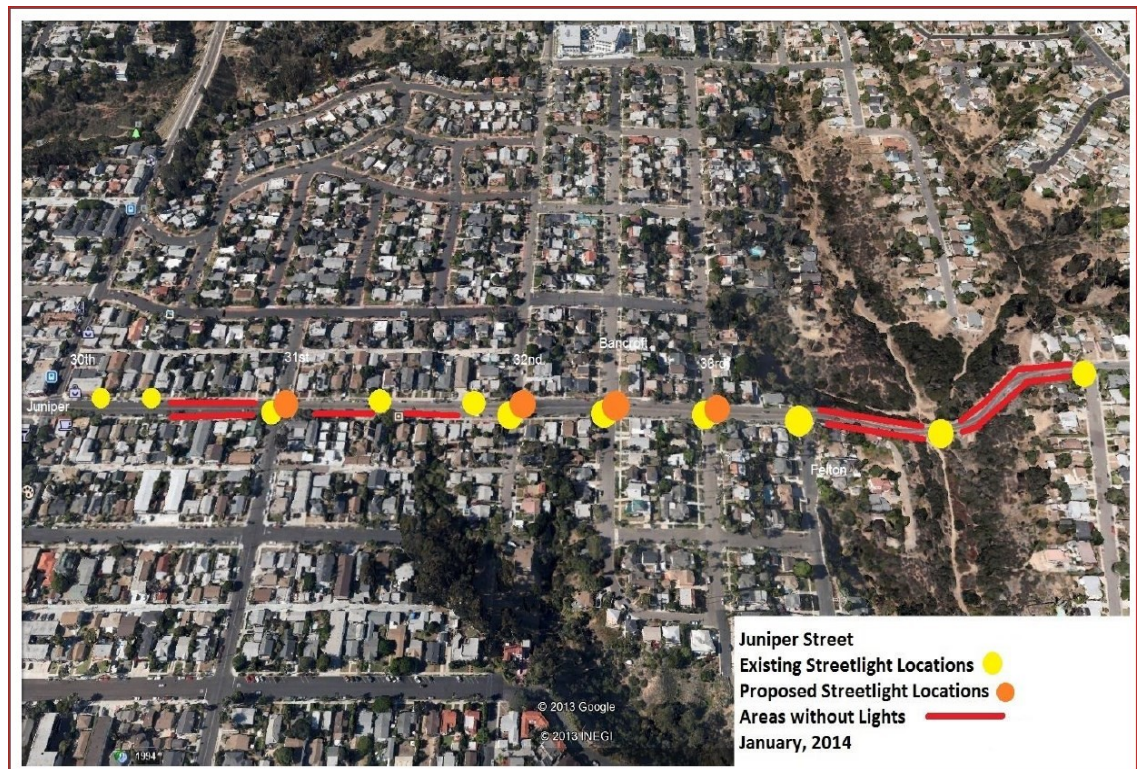 30th
31st
32nd
Bancroft
33rd
Juniper
Felton
© 2013 Google
© 2013 INEGI
1994
Juniper Street
Existing Streetlight Locations
Proposed Streetlight Locations
Areas without Lights
January, 2014